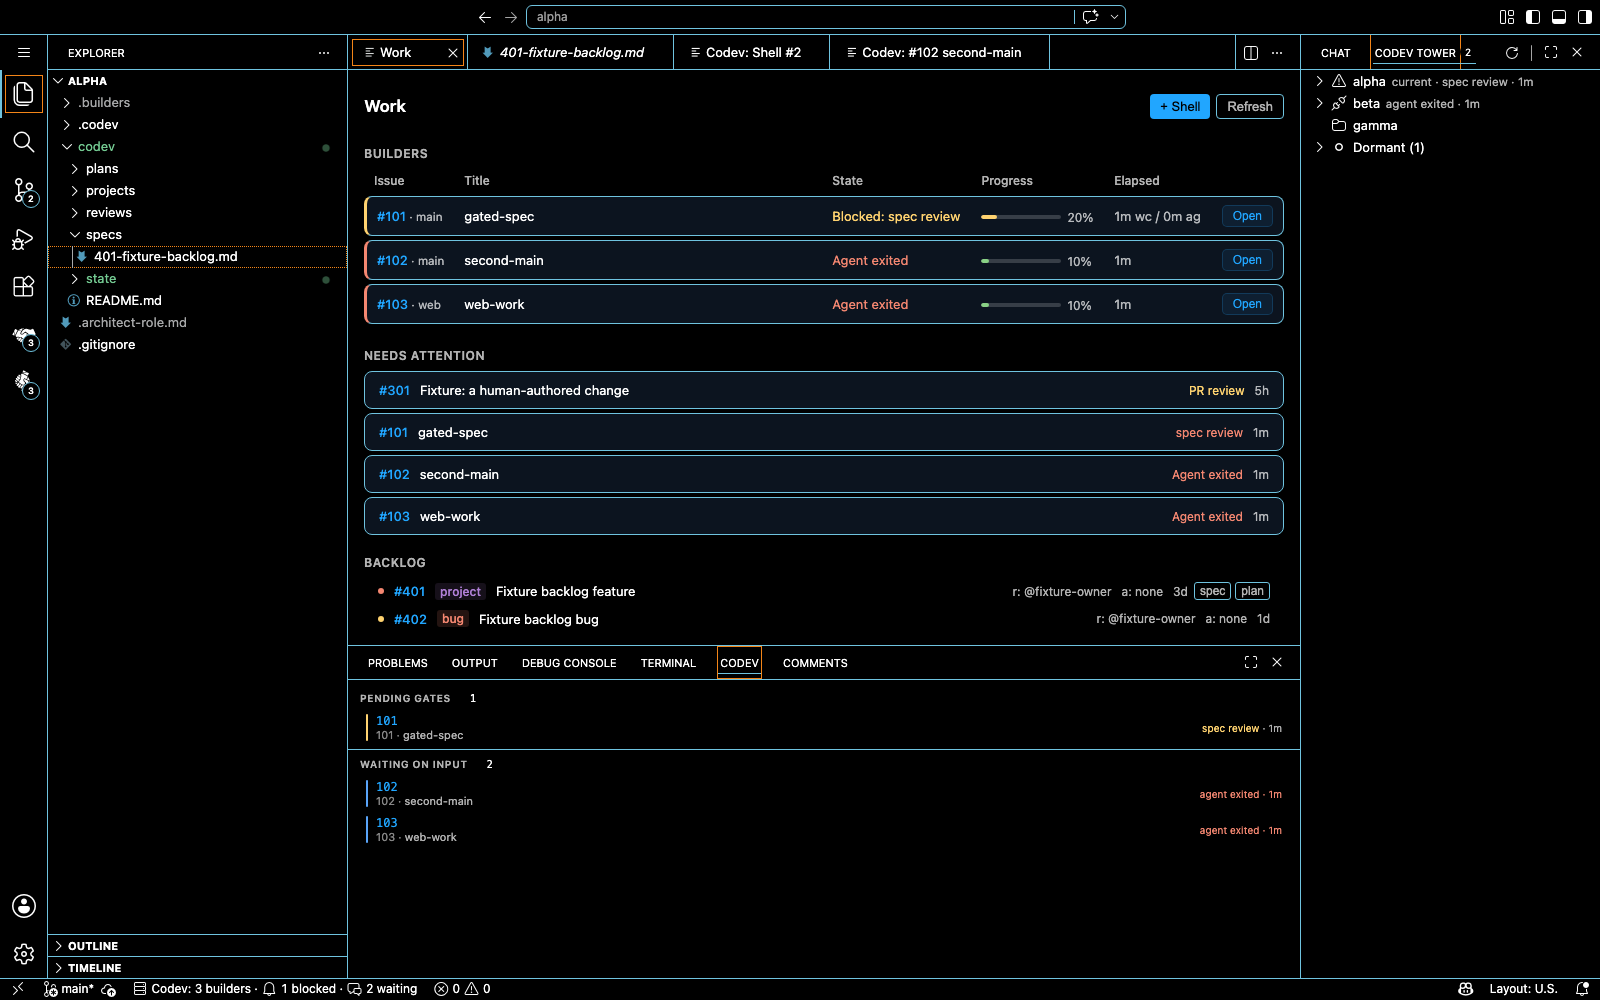 alpha
EXPLORER
ALPHA
.builders
.codev
codev
plans
projects
reviews
specs
401-fixture-backlog.md
state
README.md
.architect-role.md
.gitignore
OUTLINE
TIMELINE
2
3
3
Work
401-fixture-backlog.md
Codev: Shell #2
Codev: #102 second-main
Work
+ Shell
Refresh
BUILDERS
Issue Title State Progress Elapsed
#101 · main gated-spec Blocked: spec review 20% 1m wc / 0m ag Open
#102 · main second-main Agent exited 10% 1m Open
#103 · web web-work Agent exited 10% 1m Open
NEEDS ATTENTION
#301 Fixture: a human-authored change PR review 5h
#101 gated-spec spec review 1m
#102 second-main Agent exited 1m
#103 web-work Agent exited 1m
BACKLOG
#401 project Fixture backlog feature r: @fixture-owner a: none 3d spec plan
#402 bug Fixture backlog bug r: @fixture-owner a: none 1d
PROBLEMS OUTPUT DEBUG CONSOLE TERMINAL CODEV COMMENTS
PENDING GATES 1
101
101 · gated-spec spec review · 1m
WAITING ON INPUT 2
102
102 · second-main agent exited · 1m
103
103 · web-work agent exited · 1m
CHAT CODEV TOWER 2
alpha current · spec review · 1m
beta agent exited · 1m
gamma
Dormant (1)
main* Codev: 3 builders · 1 blocked · 2 waiting 0 0 Layout: U.S.